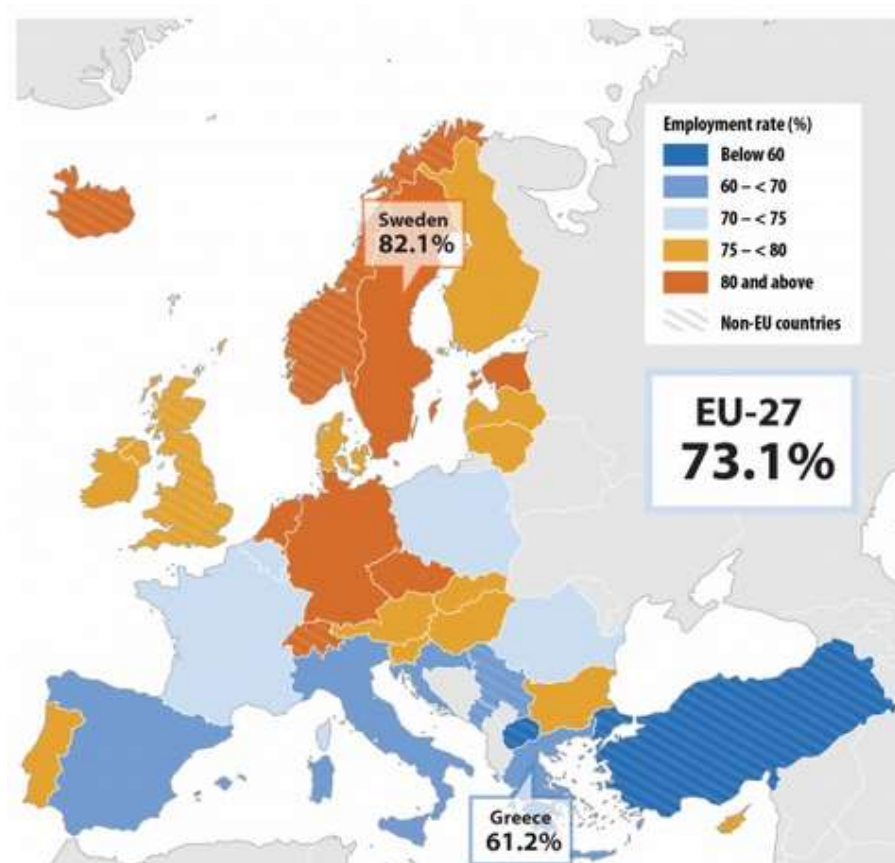 Employment rate (%)
Below 60
60 – < 70
70 – < 75
75 – < 80
80 and above
Non-EU countries
Sweden
82.1%
EU-27
73.1%
Greece
61.2%